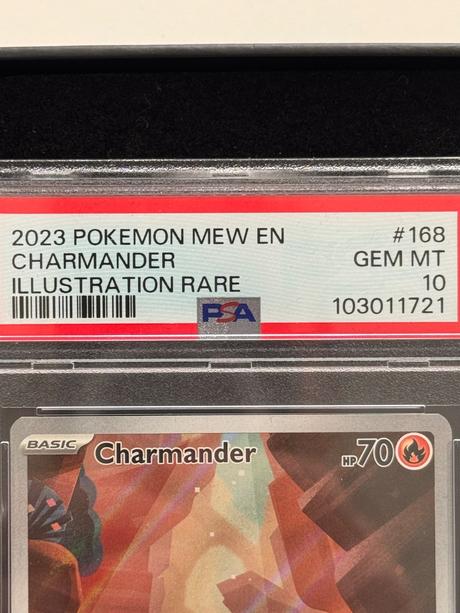 2023 POKEMON MEW EN #168
CHARMANDER GEM MT
ILLUSTRATION RARE 10
PSA 103011721
BASIC Charmander HP70